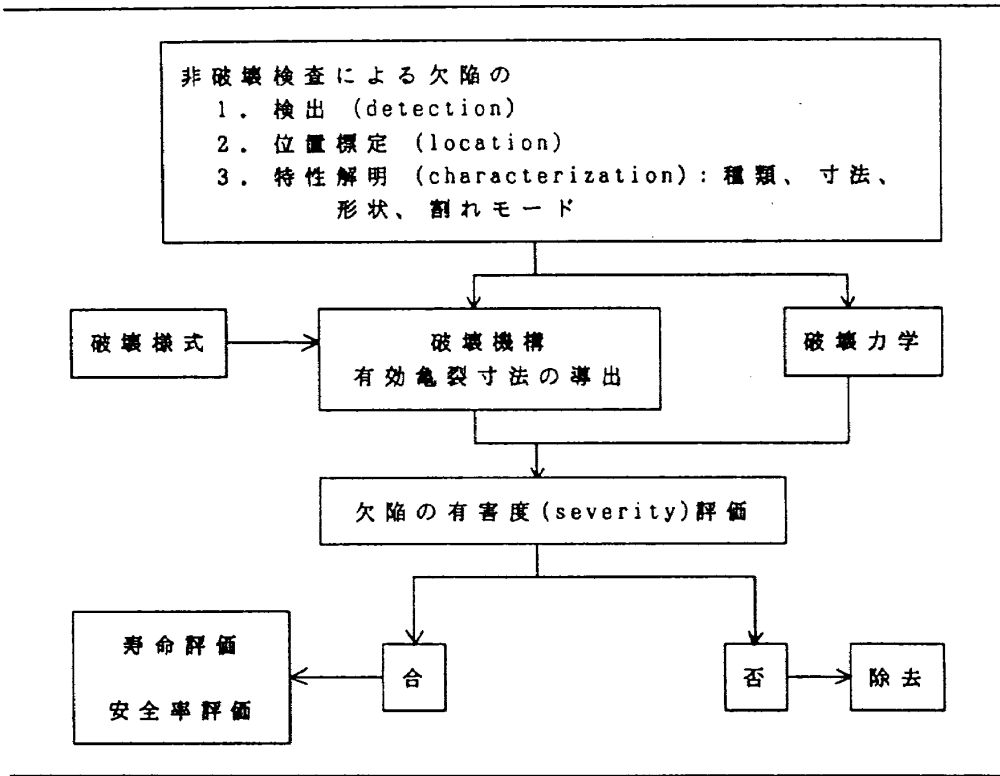 非破壊検査による欠陥の
1. 検出 (detection)
2. 位置標定 (location)
3. 特性解明 (characterization): 種類、寸法、
形状、割れモード
破壊様式
破壊機構
有効亀裂寸法の導出
破壊力学
欠陥の有害度(severity)評価
寿命評価
安全率評価
合
否
除去